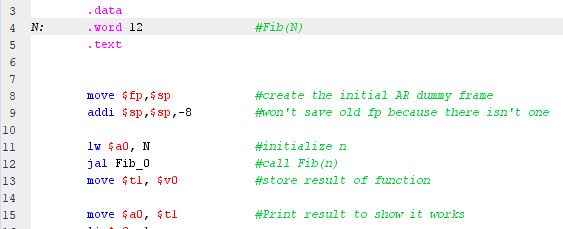 3 .data
4 N: .word 12 #Fib(N)
5 .text
6
7
8 move $fp,$sp #create the initial AR dummy frame
9 addi $sp,$sp,-8 #won't save old fp because there isn't one
10
11 lw $a0, N #initialize n
12 jal Fib_0 #call Fib(n)
13 move $t1, $v0 #store result of function
14
15 move $a0, $t1 #Print result to show it works